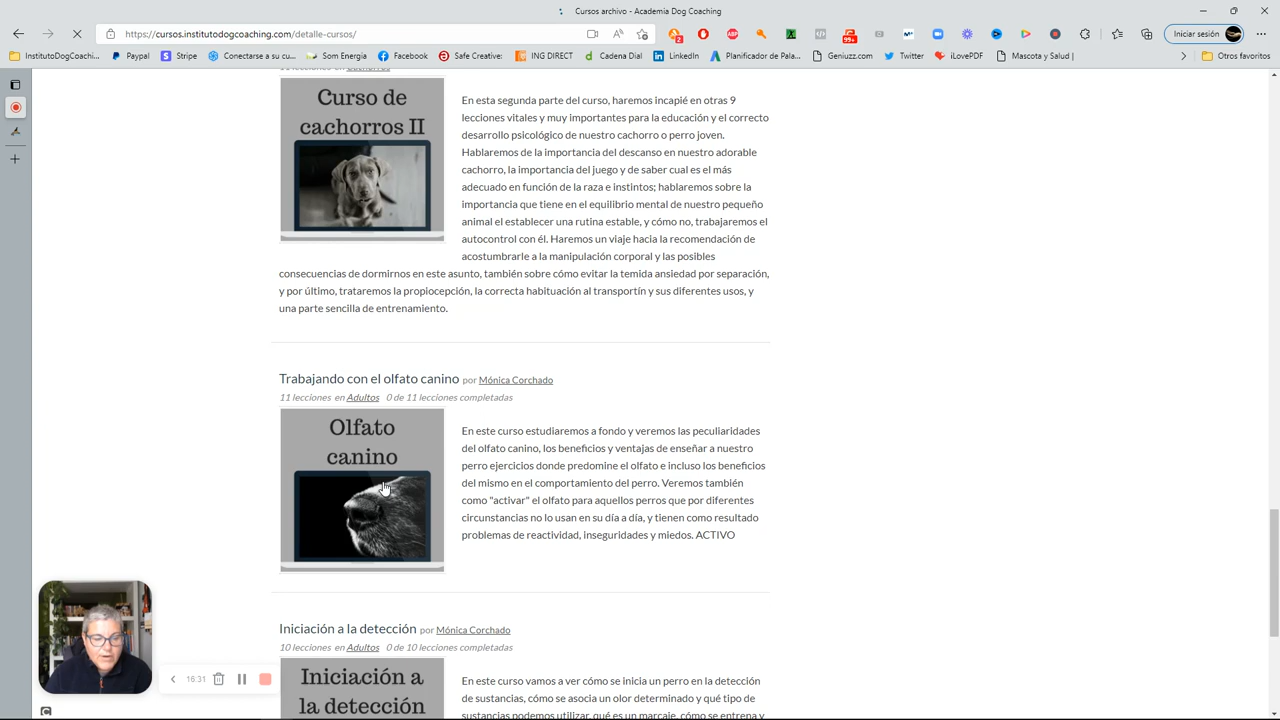 Cursos archivo - Academia Dog Coaching
https://cursos.institutodogcoaching.com/detalle-cursos/
2
ABP
99+
Iniciar sesión
InstitutoDogCoachi...
Paypal
Stripe
Conectarse a su cu...
Som Energia
Facebook
Safe Creative:
ING DIRECT
Cadena Dial
LinkedIn
Planificador de Pala...
Geniuzz.com
Twitter
iLovePDF
Mascota y Salud |
Otros favoritos
Curso de
cachorros II
En esta segunda parte del curso, haremos incapié en otras 9
lecciones vitales y muy importantes para la educación y el correcto
desarrollo psicológico de nuestro cachorro o perro joven.
Hablaremos de la importancia del descanso en nuestro adorable
cachorro, la importancia del juego y de saber cual es el más
adecuado en función de la raza e instintos; hablaremos sobre la
importancia que tiene en el equilibrio mental de nuestro pequeño
animal el establecer una rutina estable, y cómo no, trabajaremos el
autocontrol con él. Haremos un viaje hacia la recomendación de
acostumbrarle a la manipulación corporal y las posibles
consecuencias de dormirnos en este asunto, también sobre cómo evitar la temida ansiedad por separación,
y por último, trataremos la propiocepción, la correcta habituación al transportín y sus diferentes usos, y
una parte sencilla de entrenamiento.
Trabajando con el olfato canino por Mónica Corchado
11 lecciones en Adultos 0 de 11 lecciones completadas
Olfato
canino
En este curso estudiaremos a fondo y veremos las peculiaridades
del olfato canino, los beneficios y ventajas de enseñar a nuestro
perro ejercicios donde predomine el olfato e incluso los beneficios
del mismo en el comportamiento del perro. Veremos también
como "activar" el olfato para aquellos perros que por diferentes
circunstancias no lo usan en su día a día, y tienen como resultado
problemas de reactividad, inseguridades y miedos. ACTIVO
Iniciación a la detección por Mónica Corchado
10 lecciones en Adultos 0 de 10 lecciones completadas
Iniciación a
la detección
En este curso vamos a ver cómo se inicia un perro en la detección
de sustancias, cómo se asocia un olor determinado y qué tipo de
sustancias podemos utilizar, qué es un marcaje, cómo se entrena y
16:31